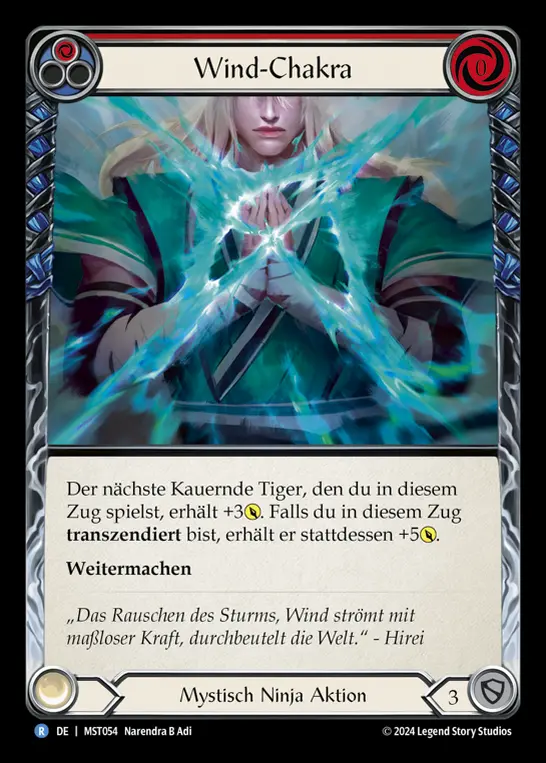 Wind-Chakra
0
Der nächste Kauernde Tiger, den du in diesem
Zug spielst, erhält +3. Falls du in diesem Zug
transzendiert bist, erhält er stattdessen +5.
Weitermachen
„Das Rauschen des Sturms, Wind strömt mit
maßloser Kraft, durchbeutelt die Welt.“ - Hirei
Mystisch Ninja Aktion
3
R DE | MST054 Narendra B Adi
© 2024 Legend Story Studios